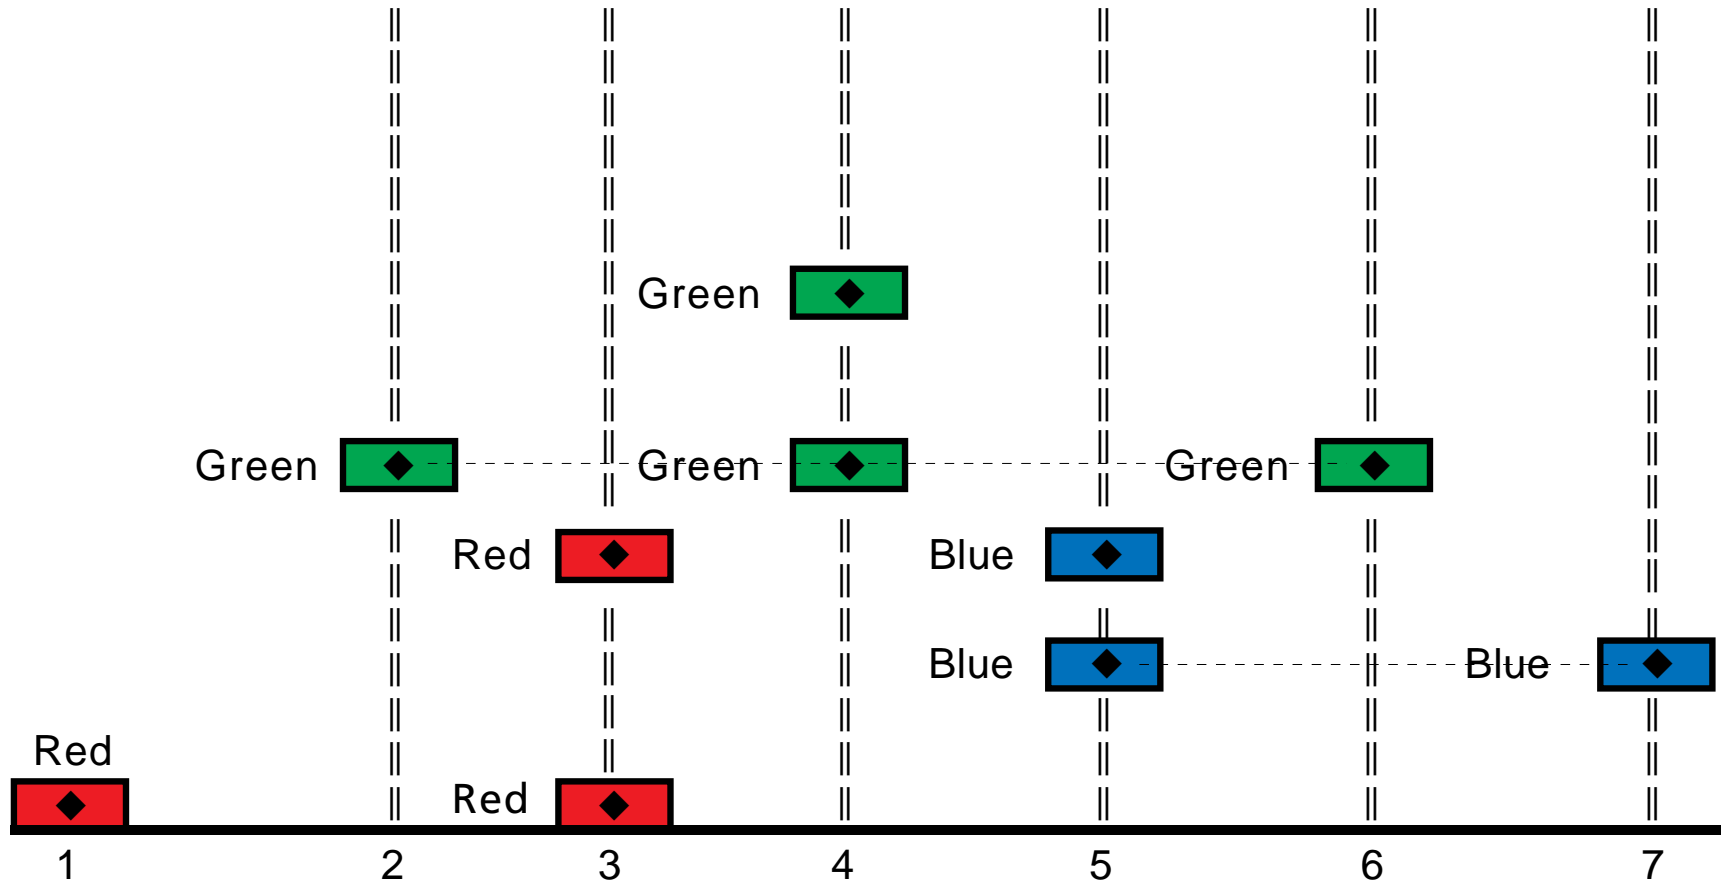 Green
Green Green Green
Red Blue
Blue Blue
Red
Red
1 2 3 4 5 6 7